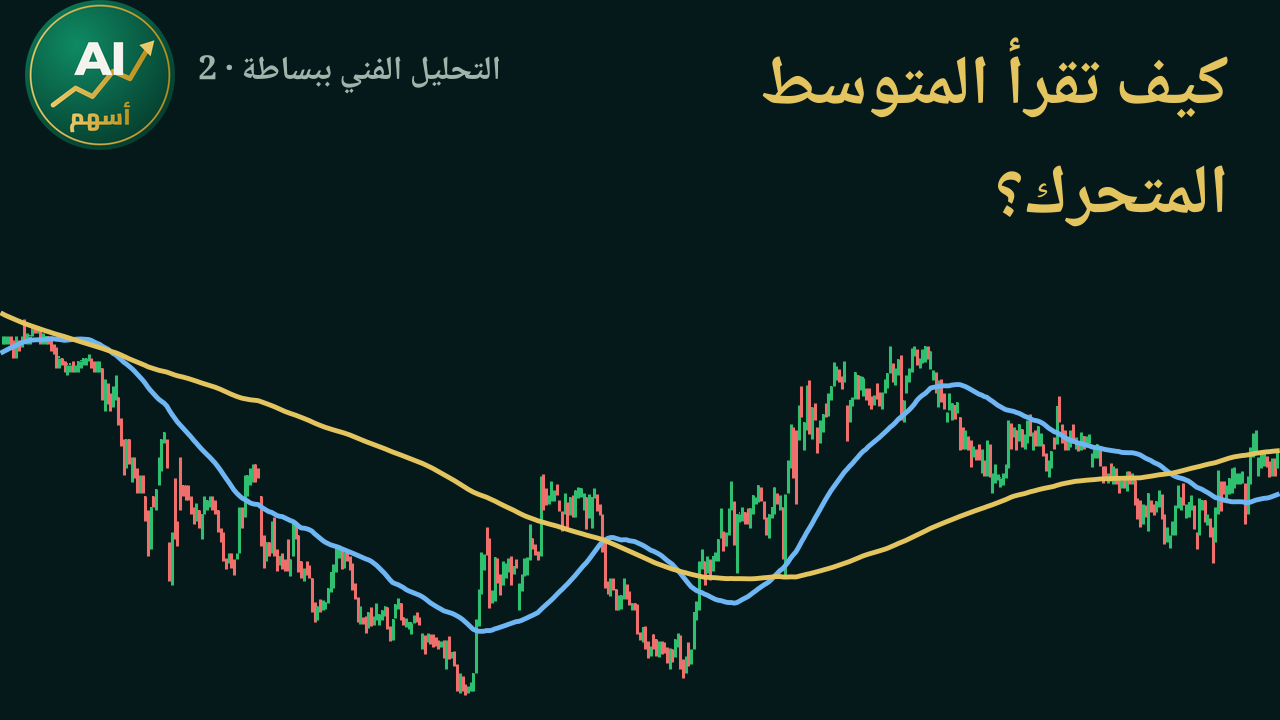 كيف تقرأ المتوسط
المتحرك؟
التحليل الفني ببساطة · 2
AI
أسهم